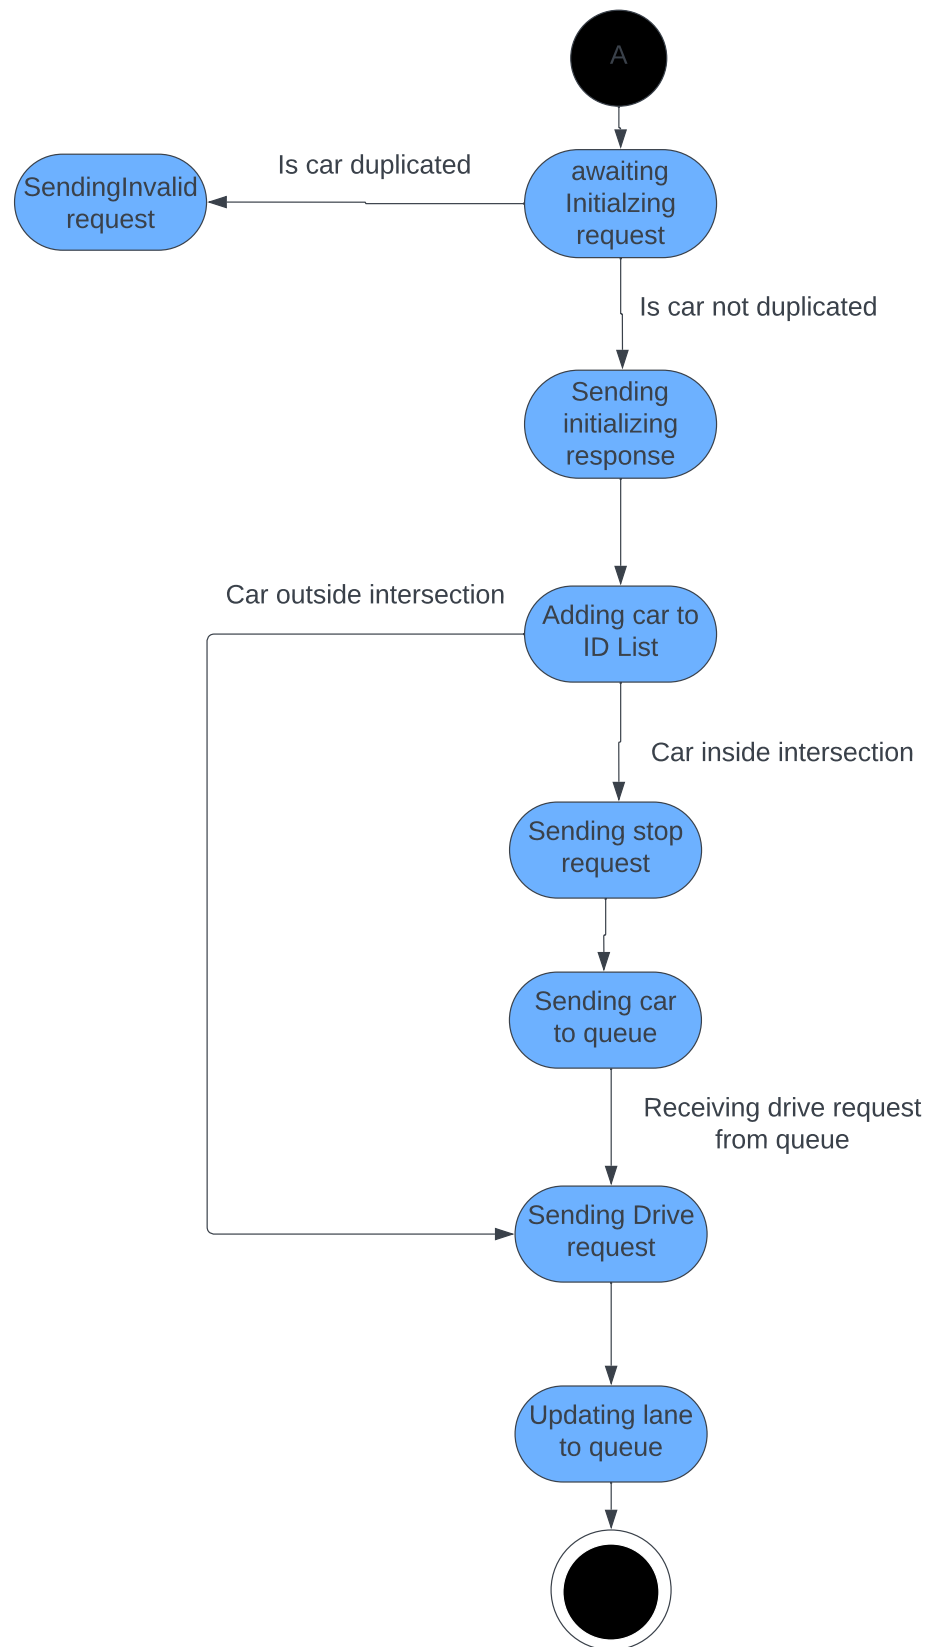 A
Is car duplicated
SendingInvalid
request
awaiting
Initialzing
request
Is car not duplicated
Sending
initializing
response
Car outside intersection
Adding car to
ID List
Car inside intersection
Sending stop
request
Sending car
to queue
Receiving drive request
from queue
Sending Drive
request
Updating lane
to queue